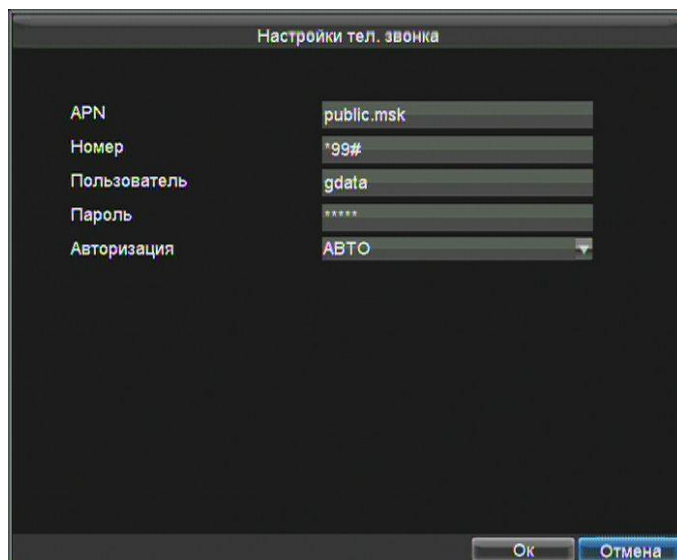 Настройки тел. звонка
APN public.msk
Номер *99#
Пользователь gdata
Пароль *****
Авторизация АВТО
Ок Отмена